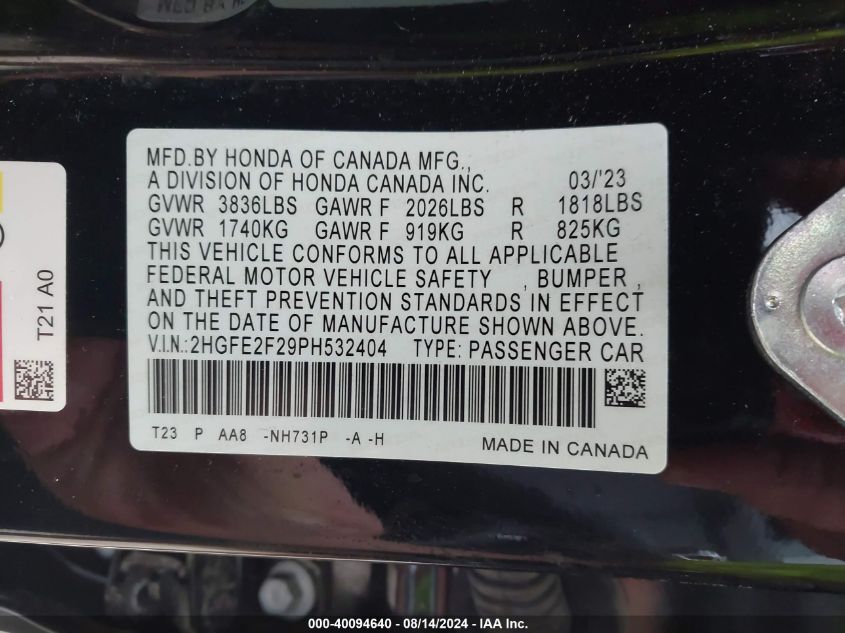 MFD.BY HONDA OF CANADA MFG.,
A DIVISION OF HONDA CANADA INC. 03/'23
GVWR 3836LBS GAWR F 2026LBS R 1818LBS
GVWR 1740KG GAWR F 919KG R 825KG
THIS VEHICLE CONFORMS TO ALL APPLICABLE
FEDERAL MOTOR VEHICLE SAFETY , BUMPER ,
AND THEFT PREVENTION STANDARDS IN EFFECT
ON THE DATE OF MANUFACTURE SHOWN ABOVE.
V.I.N.:2HGFE2F29PH532404 TYPE: PASSENGER CAR
T23 P AA8 -NH731P -A -H
MADE IN CANADA
T21 A0
000-40094640 - 08/14/2024 - IAA Inc.